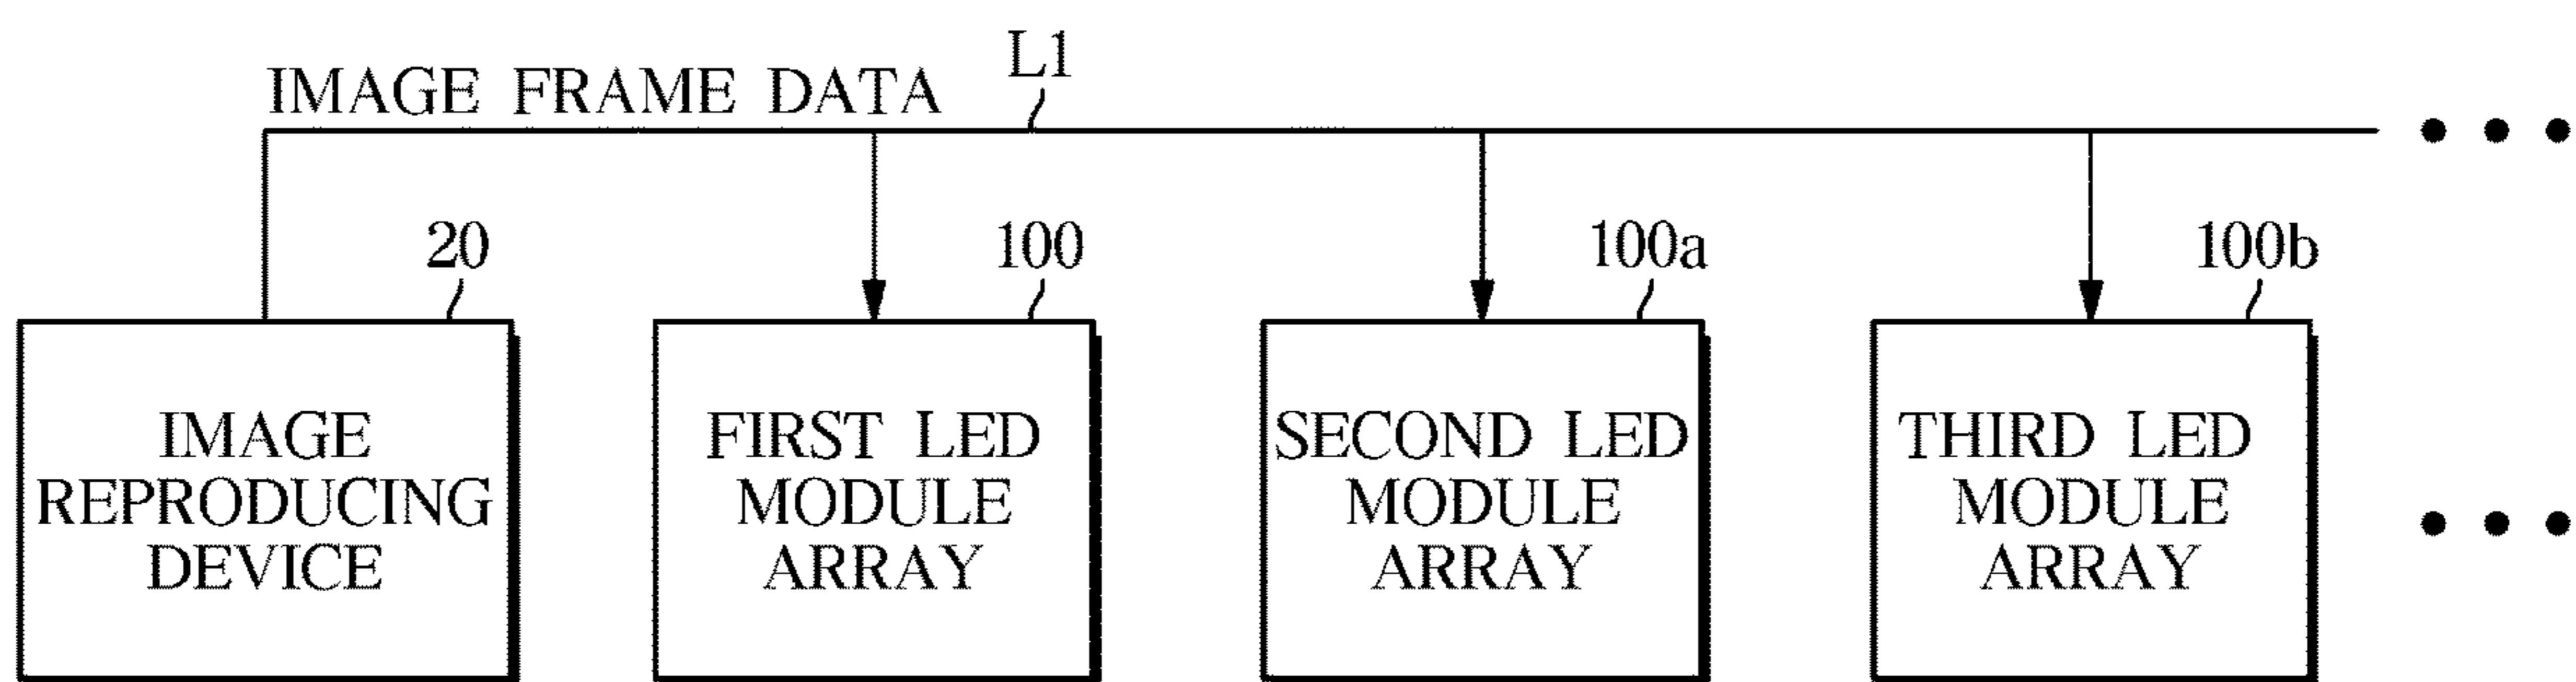 L1
IMAGE FRAME DATA
20
100
100a
100b
IMAGE
REPRODUCING
DEVICE
FIRST LED
MODULE
ARRAY
SECOND LED
MODULE
ARRAY
THIRD LED
MODULE
ARRAY